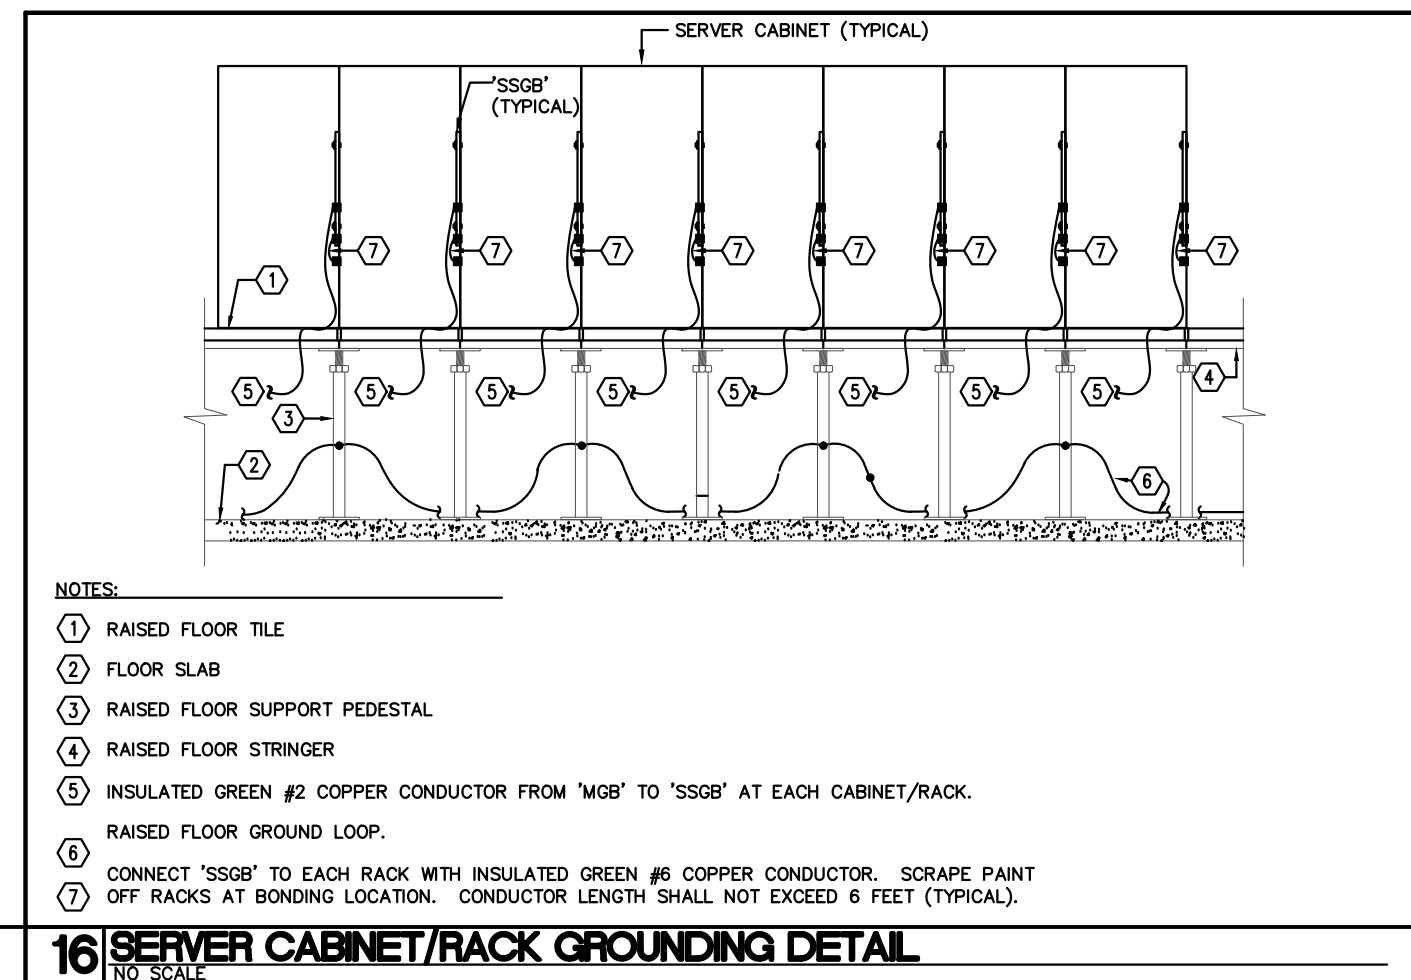 SERVER CABINET (TYPICAL)
'SSGB'
(TYPICAL)
7 7 7 7 7 7 7 7
1
5 5 5 5 5 5 5 5 4
3
2 6
NOTES:
1 RAISED FLOOR TILE
2 FLOOR SLAB
3 RAISED FLOOR SUPPORT PEDESTAL
4 RAISED FLOOR STRINGER
5 INSULATED GREEN #2 COPPER CONDUCTOR FROM 'MGB' TO 'SSGB' AT EACH CABINET/RACK.
RAISED FLOOR GROUND LOOP.
6
CONNECT 'SSGB' TO EACH RACK WITH INSULATED GREEN #6 COPPER CONDUCTOR. SCRAPE PAINT
7 OFF RACKS AT BONDING LOCATION. CONDUCTOR LENGTH SHALL NOT EXCEED 6 FEET (TYPICAL).
16 SERVER CABINET/RACK GROUNDING DETAIL
NO SCALE